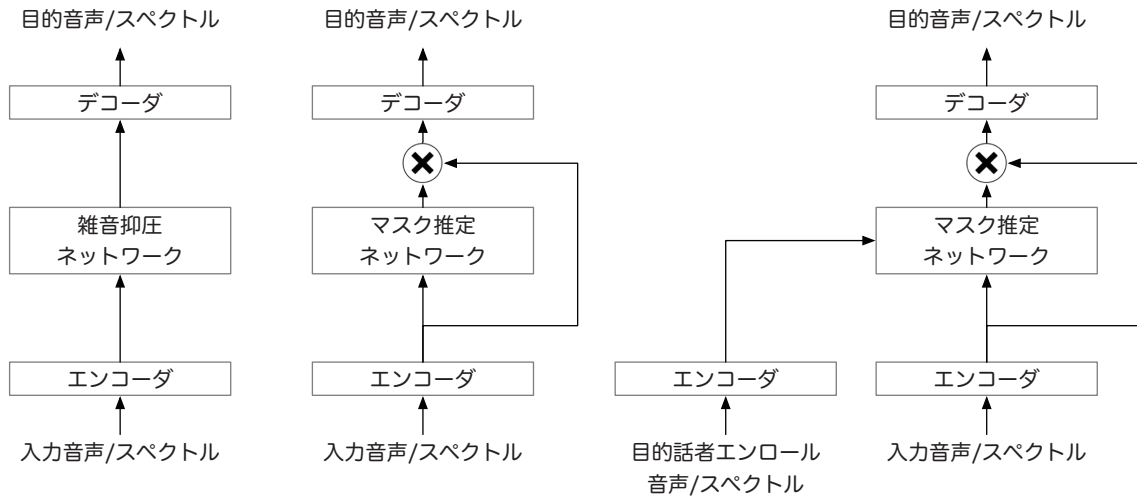 目的音声/スペクトル
デコーダ
雑音抑圧
ネットワーク
エンコーダ
入力音声/スペクトル
目的音声/スペクトル
デコーダ
マスク推定
ネットワーク
エンコーダ
入力音声/スペクトル
エンコーダ
目的話者エンロール
音声/スペクトル
目的音声/スペクトル
デコーダ
マスク推定
ネットワーク
エンコーダ
入力音声/スペクトル